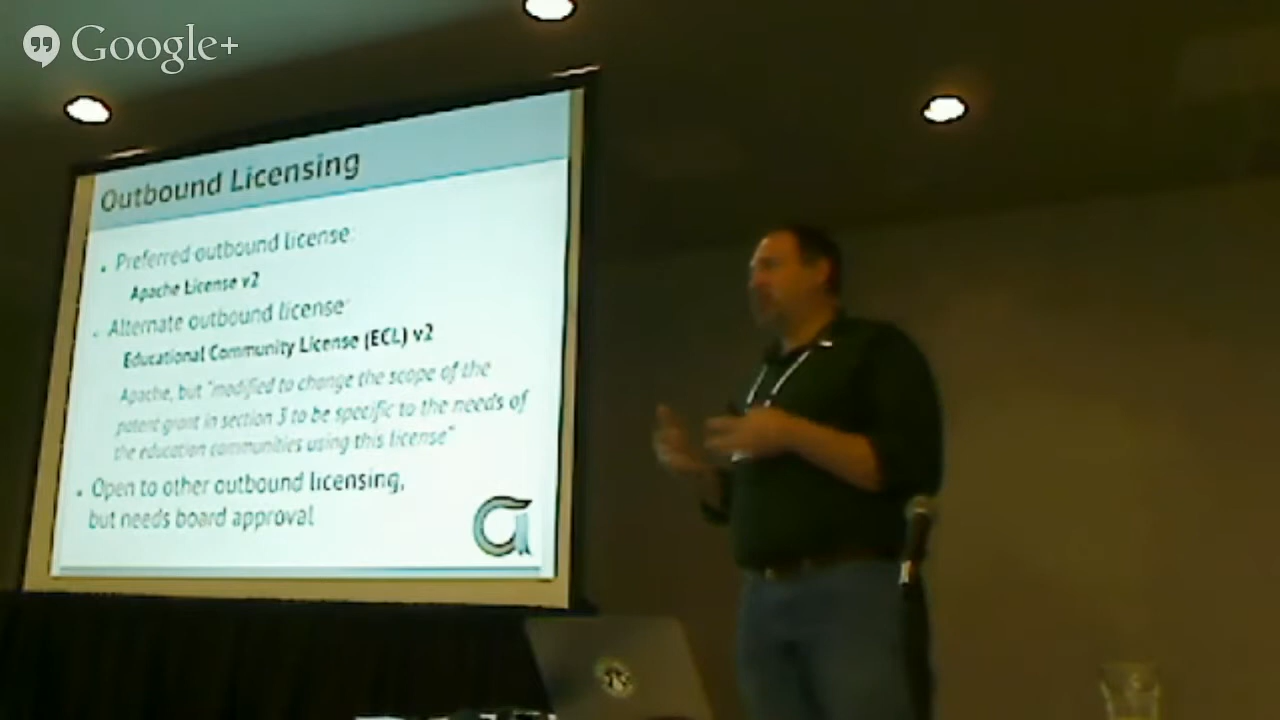 Google+
Outbound Licensing
Preferred outbound license:
Apache License v2
Alternate outbound license:
Educational Community License (ECL) v2
Apache, but "modified to change the scope of the
patent grant in section 3 to be specific to the needs of
the education communities using this license"
Open to other outbound licensing,
but needs board approval